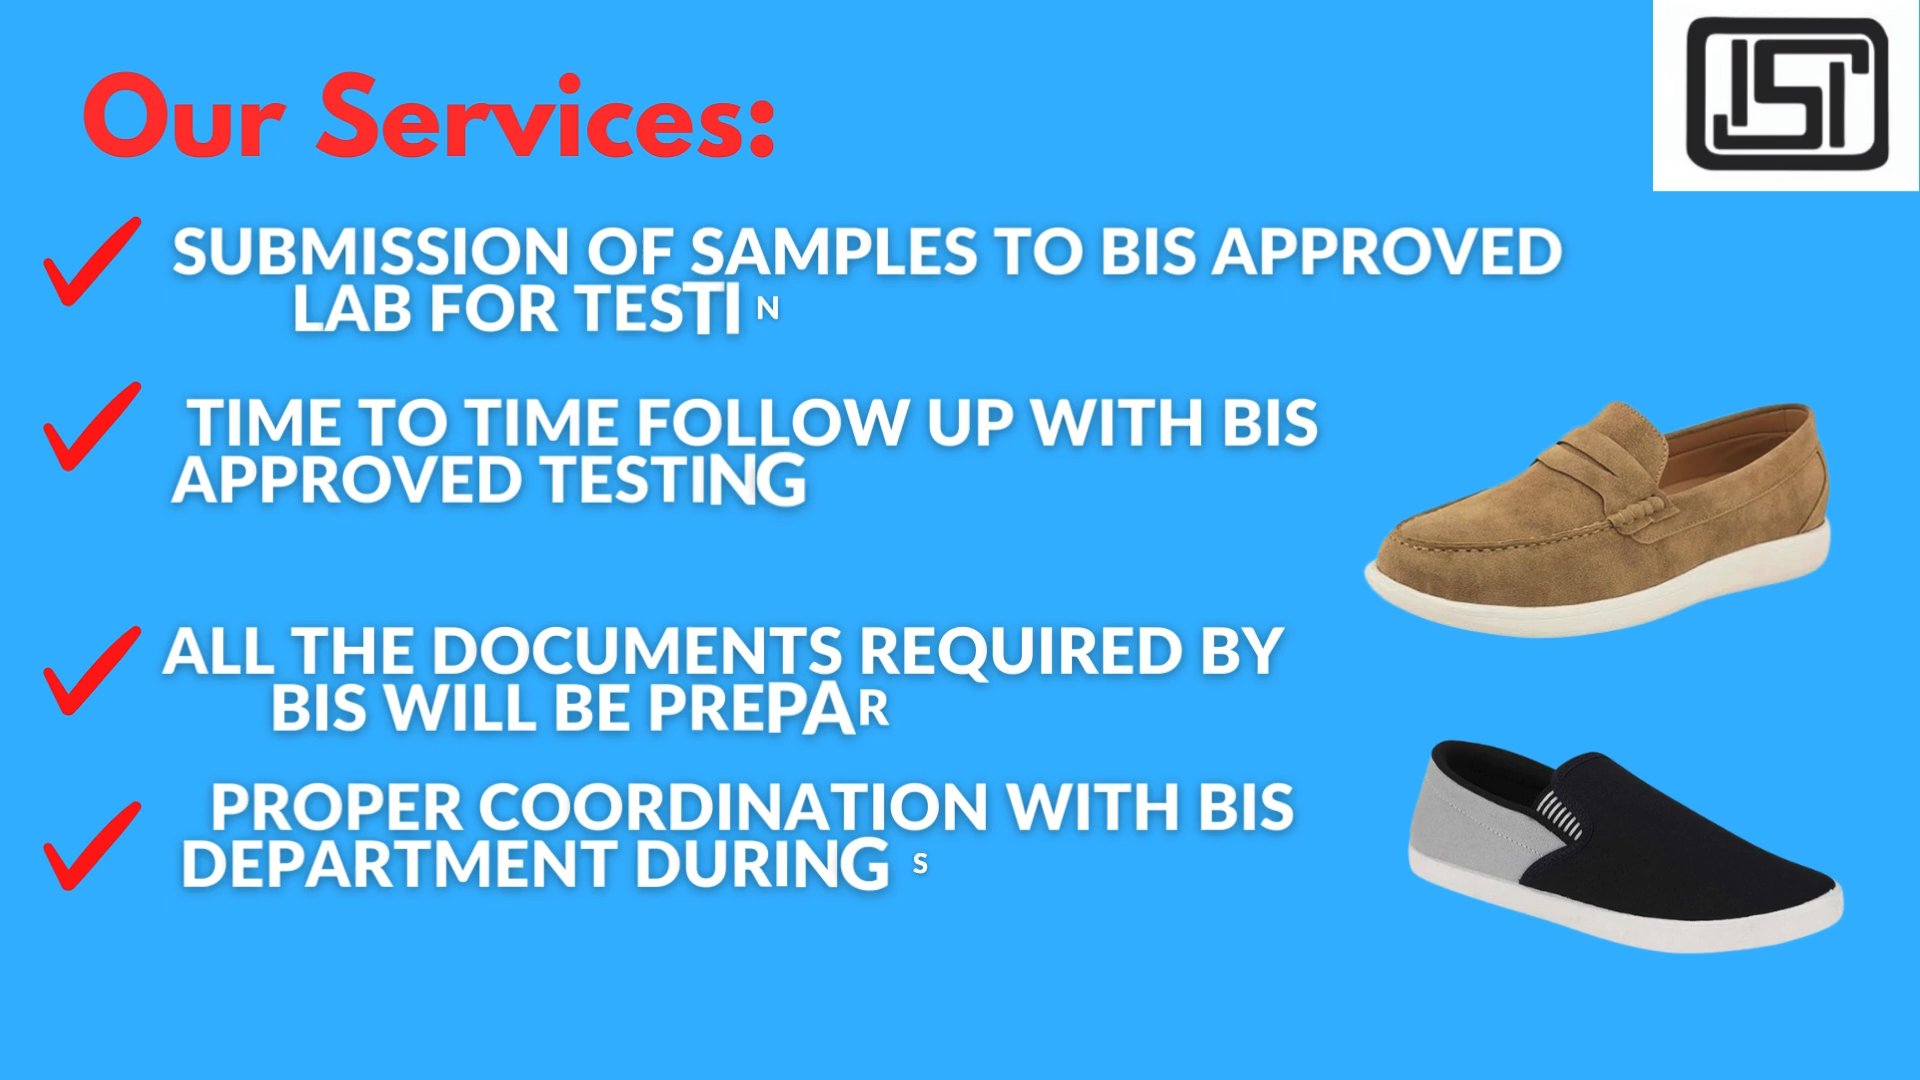 Our Services:
SUBMISSION OF SAMPLES TO BIS APPROVED
LAB FOR TESTI N
TIME TO TIME FOLLOW UP WITH BIS
APPROVED TESTING
ALL THE DOCUMENTS REQUIRED BY
BIS WILL BE PREPAR
PROPER COORDINATION WITH BIS
DEPARTMENT DURING S